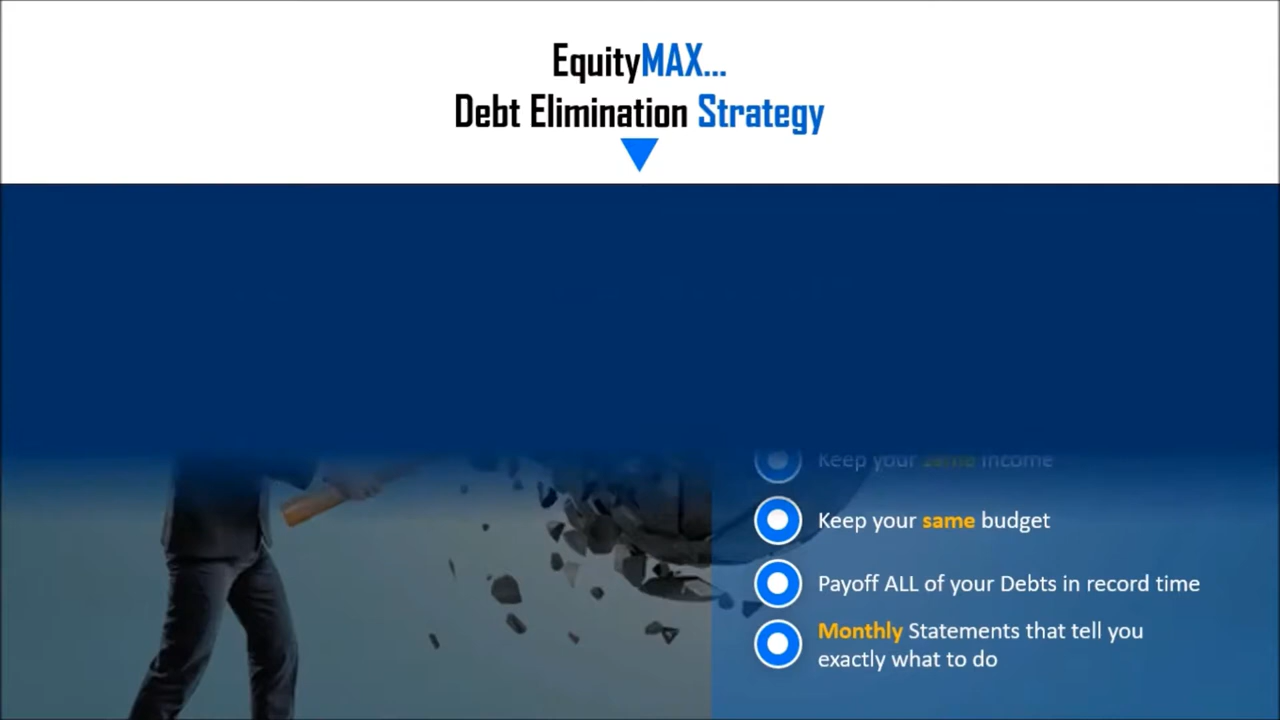 EquityMAX...
Debt Elimination Strategy
Keep your same income
Keep your same budget
Payoff ALL of your Debts in record time
Monthly Statements that tell you
exactly what to do